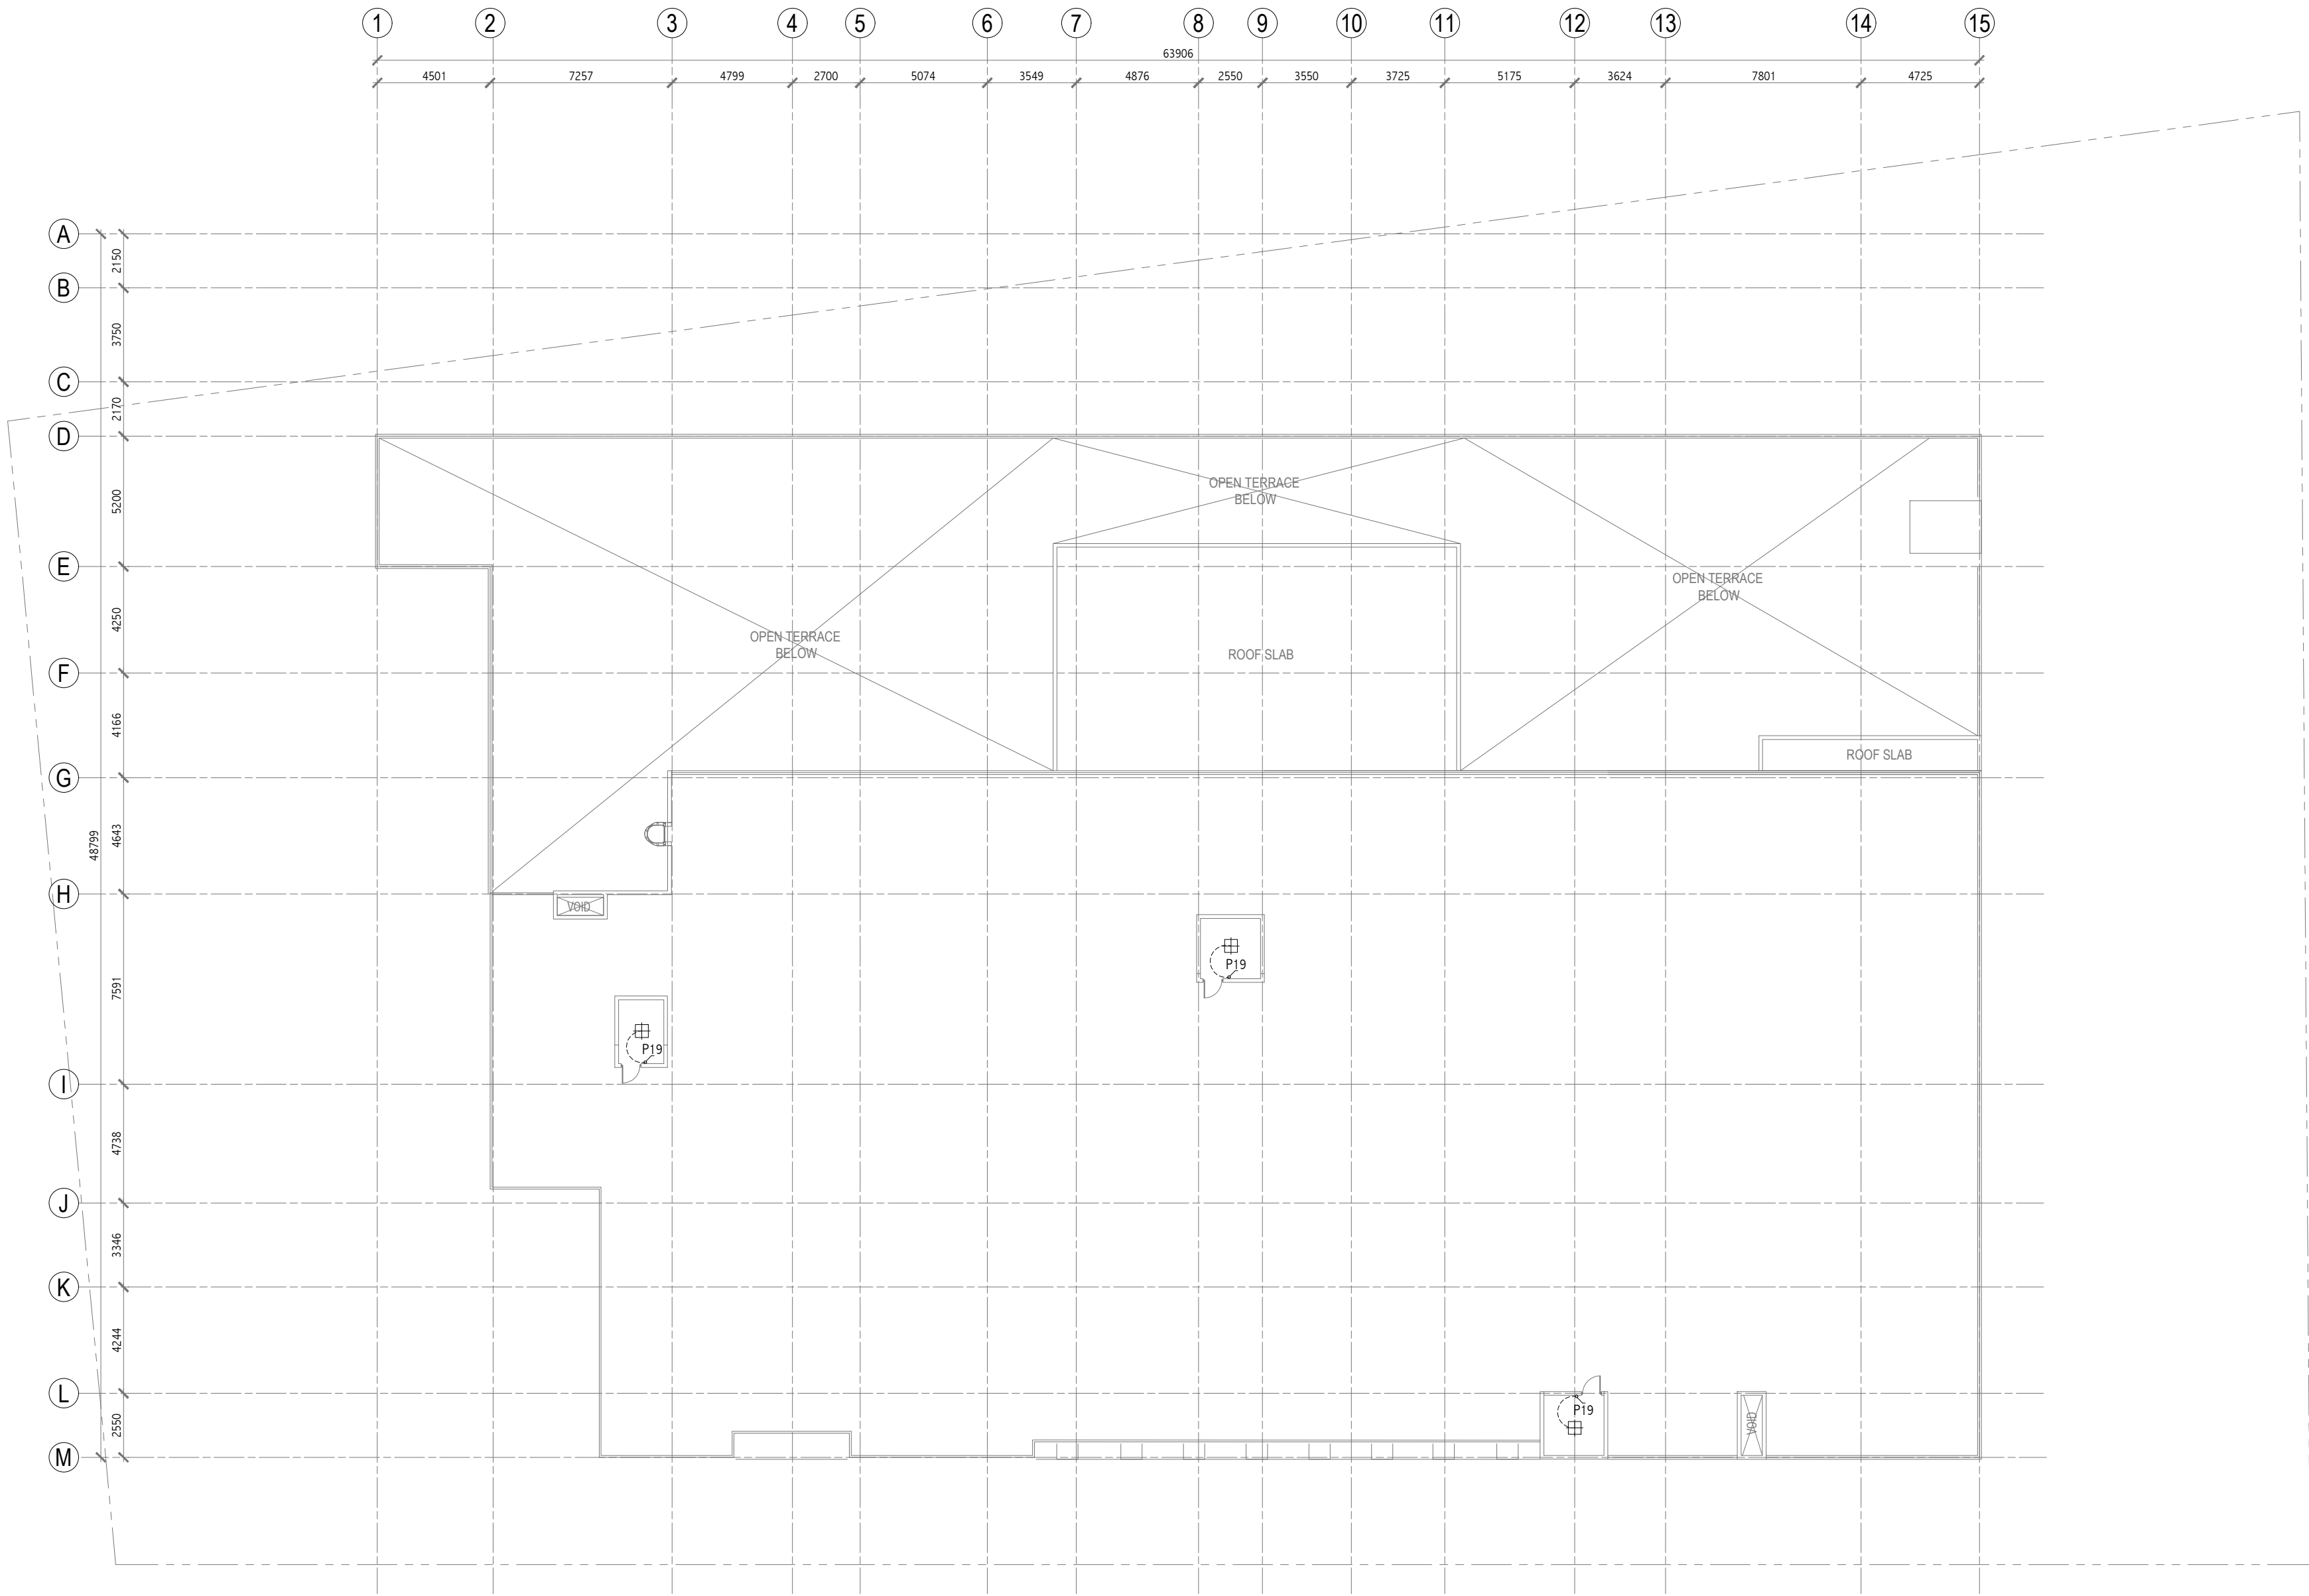 1 2 3 4 5 6 7 8 9 10 11 12 13 14 15
63906
4501 7257 4799 2700 5074 3549 4876 2550 3550 3725 5175 3624 7801 4725
A
2150
B
3750
C
2170
D
5200
E
4250
F
4166
G
4643
48799
H
7591
I
4738
J
3346
K
4244
L
2550
M
OPEN TERRACE
BELOW
OPEN TERRACE
BELOW
OPEN TERRACE
BELOW
ROOF SLAB
ROOF SLAB
VOID
P19
P19
P19
VOID